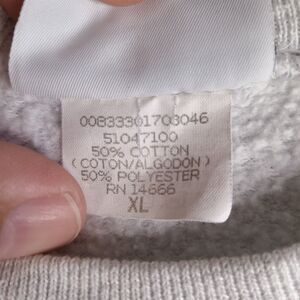 00833301703046
51047100
50% COTTON
(COTON/ALGODON)
50% POLYESTER
RN 14666
XL